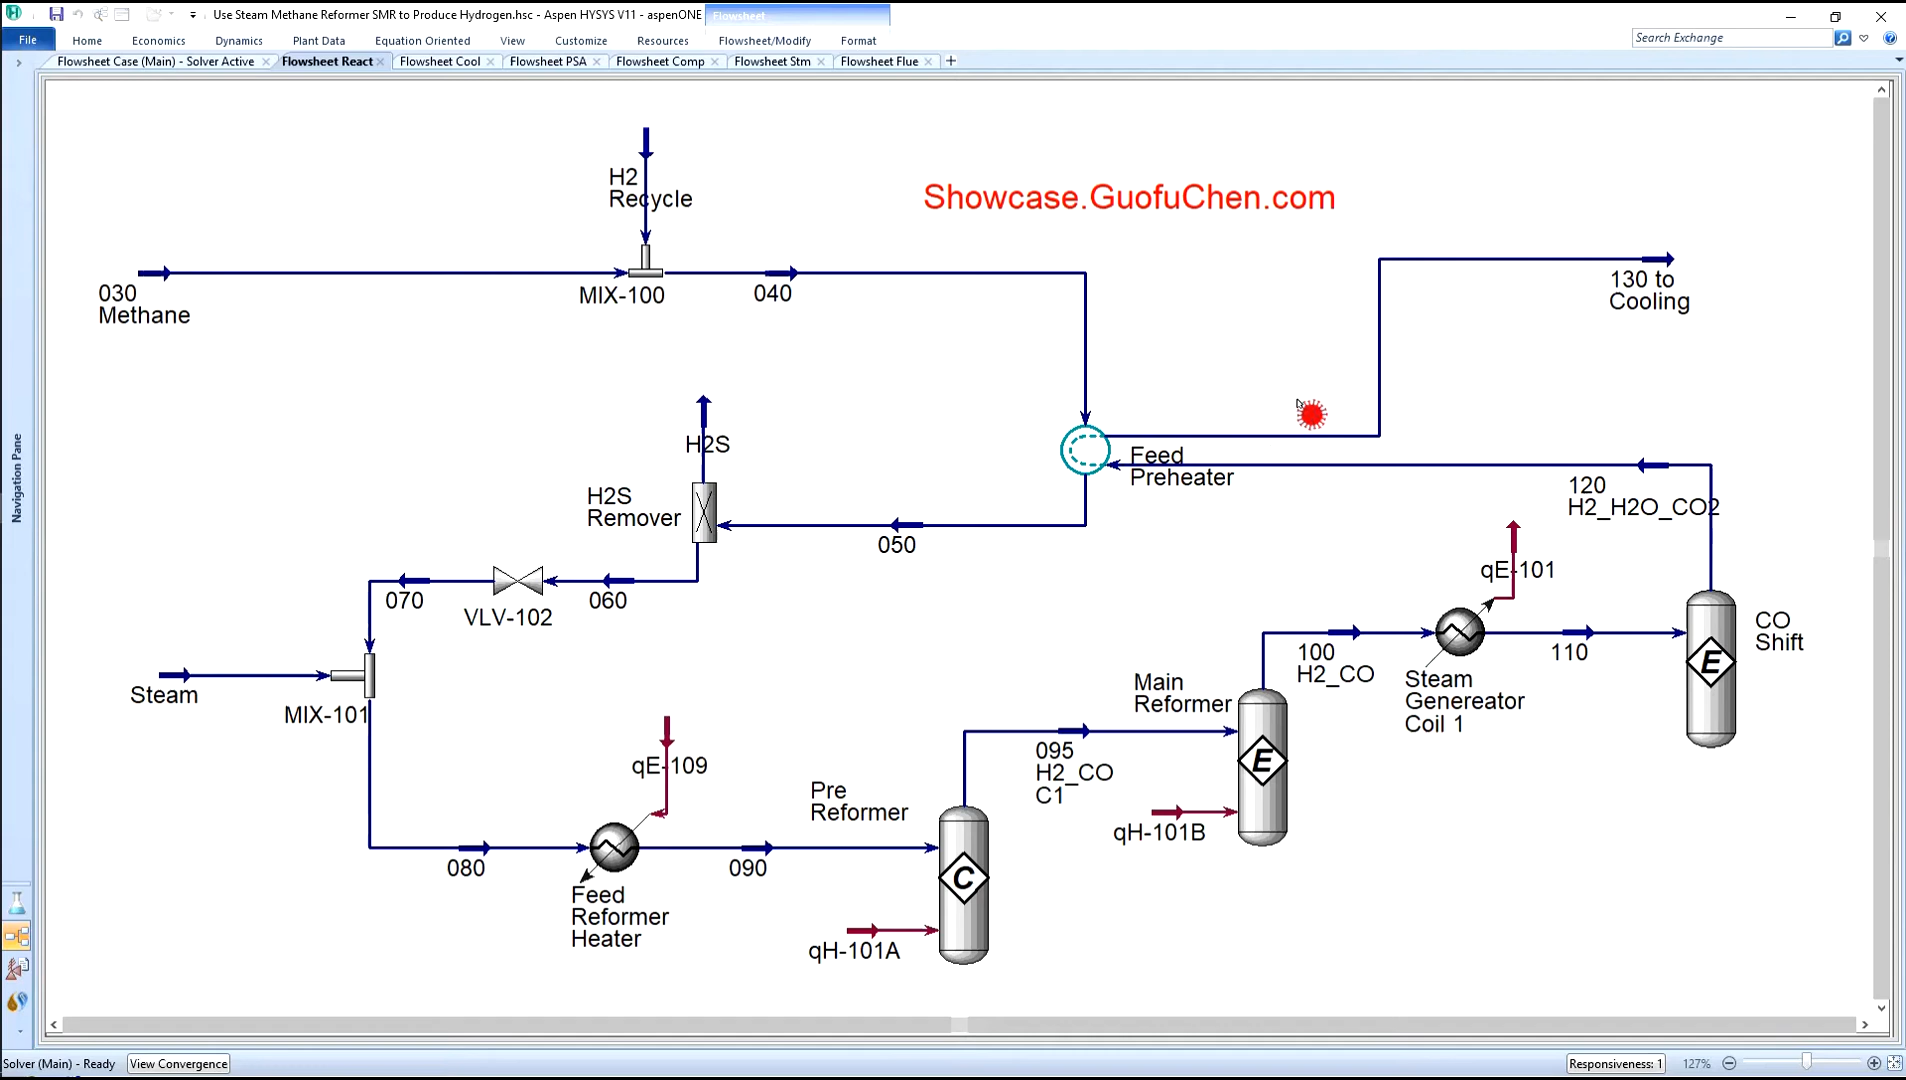 Use Steam Methane Reformer SMR to Produce Hydrogen.hsc - Aspen HYSYS V11 - aspenONE
Flowsheet
File
Home
Economics
Dynamics
Plant Data
Equation Oriented
View
Customize
Resources
Flowsheet/Modify
Format
Search Exchange
Flowsheet Case (Main) - Solver Active
Flowsheet React
Flowsheet Cool
Flowsheet PSA
Flowsheet Comp
Flowsheet Stm
Flowsheet Flue
Navigation Pane
H2
Recycle
Showcase.GuofuChen.com
030
Methane
MIX-100
040
130 to
Cooling
H2S
Feed
Preheater
H2S
Remover
050
120
H2_H2O_CO2
qE-101
070
VLV-102
060
CO
Shift
100
H2_CO
110
Steam
Genereator
Coil 1
Steam
MIX-101
Main
Reformer
qE-109
095
H2_CO
C1
Pre
Reformer
E
E
qH-101B
080
090
C
Feed
Reformer
Heater
qH-101A
Solver (Main) - Ready
View Convergence
Responsiveness: 1
127%